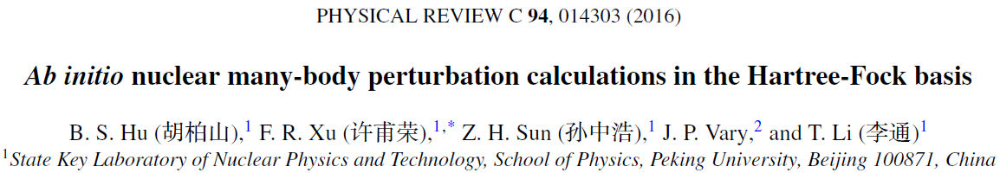 PHYSICAL REVIEW C 94, 014303 (2016)
Ab initio nuclear many-body perturbation calculations in the Hartree-Fock basis
B. S. Hu (胡柏山),1 F. R. Xu (许甫荣),1,* Z. H. Sun (孙中浩),1 J. P. Vary,2 and T. Li (李通)1
1State Key Laboratory of Nuclear Physics and Technology, School of Physics, Peking University, Beijing 100871, China